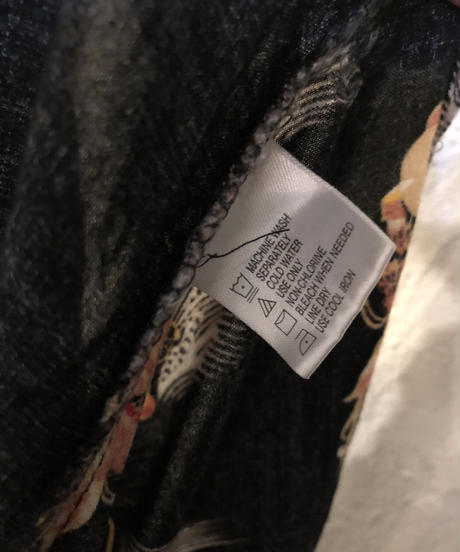 MACHINE WASH
SEPARATELY
COLD WATER
USE ONLY
NON-CHLORINE
BLEACH WHEN NEEDED
LINE DRY
USE COOL IRON